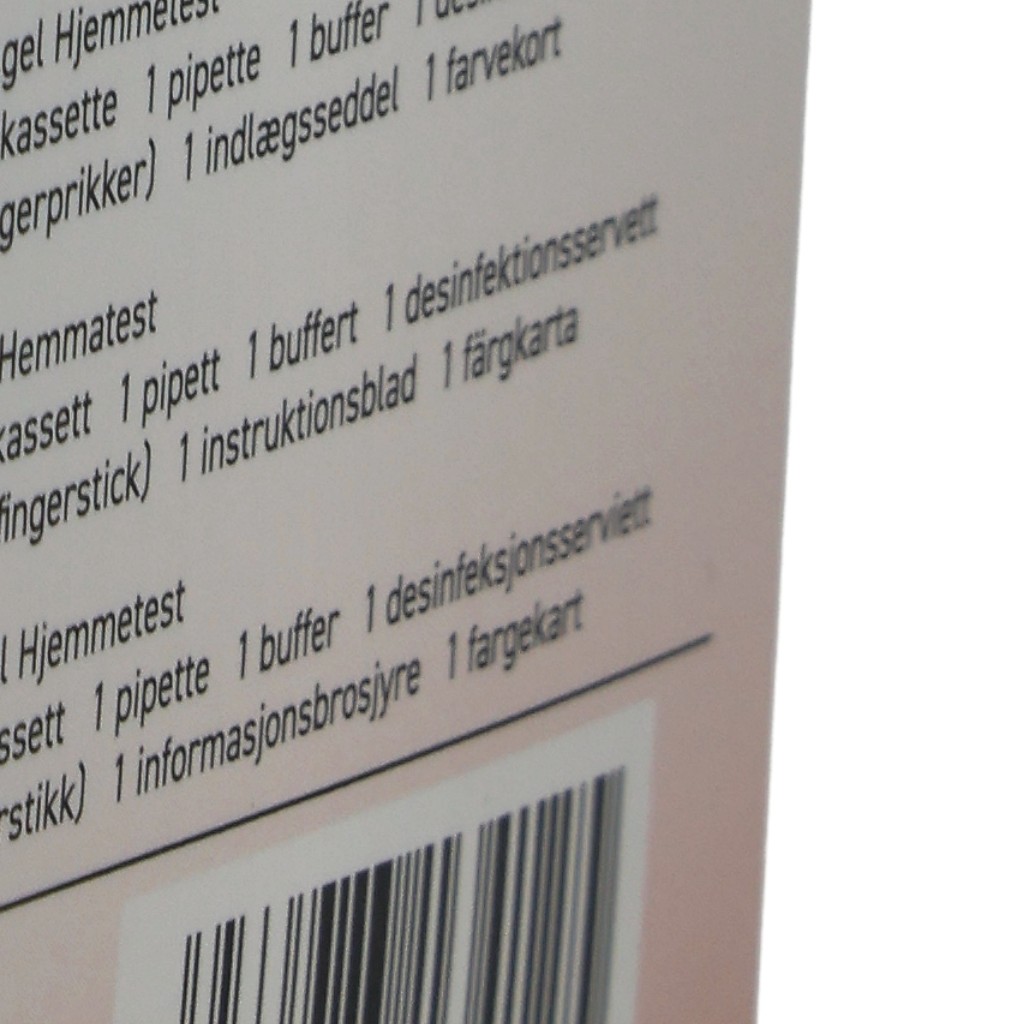 gel Hjemmetest
kassette 1 pipette 1 buffer 1
gerprikker) 1 indlægsseddel 1 farvekort
Hemmatest
kassett 1 pipett 1 buffert 1 desinfektionsservett
fingerstick) 1 instruktionsblad 1 färgkarta
l Hjemmetest
ssett 1 pipette 1 buffer 1 desinfeksjonsserviett
rstikk) 1 informasjonsbrosjyre 1 fargekart